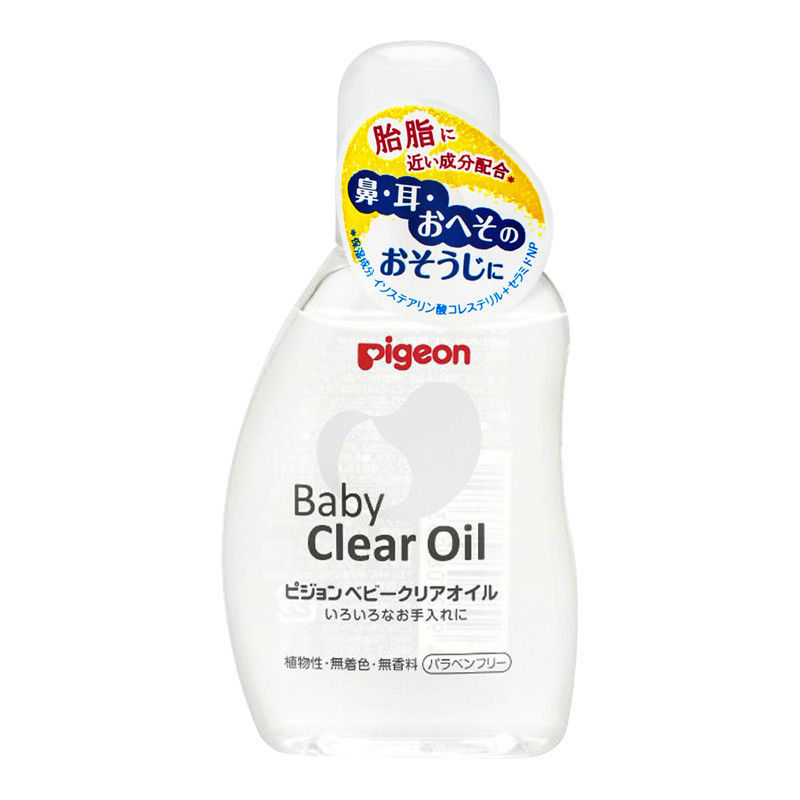 胎脂に
近い成分配合*
鼻・耳・
おへその
おそうじに
*保湿成分 インステアリン酸コレステリル+セラミドNP
pigeon
Baby
Clear Oil
ピジョンベビークリアオイル
いろいろなお手入れに
植物性・無着色・無香料 パラベンフリー